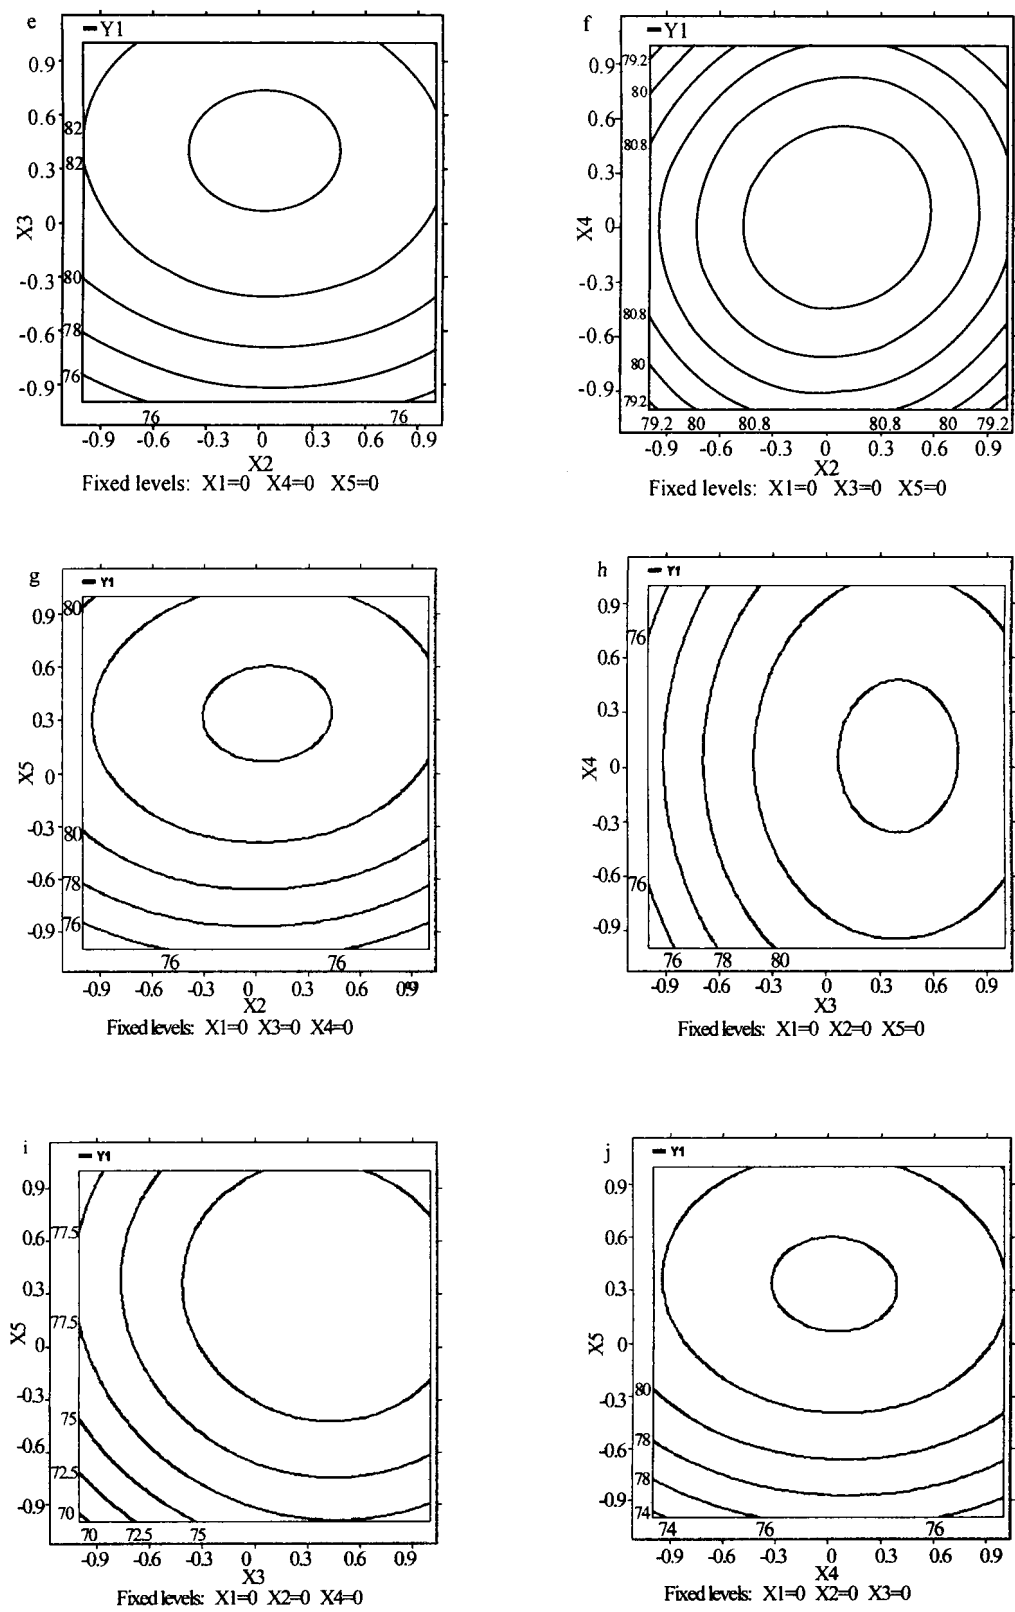 e
Y1
0.9
0.6
82
82
0.3
X3
0
80
-0.3
78
-0.6
76
-0.9
76 76
-0.9 -0.6 -0.3 0 0.3 0.6 0.9
X2
Fixed levels: X1=0 X4=0 X5=0
f
Y1
79.2
0.9
80
0.6
80.8
0.3
X4
0
-0.3
80.8
-0.6
80
79.2
-0.9
79.2 80 80.8 80.8 80 79.2
-0.9 -0.6 -0.3 0 0.3 0.6 0.9
X2
Fixed levels: X1=0 X3=0 X5=0
g
Y1
80
0.9
0.6
0.3
X5
0
-0.3
80
-0.6
78
76
-0.9
76 76
-0.9 -0.6 -0.3 0 0.3 0.6 0.9
X2
Fixed levels: X1=0 X3=0 X4=0
h
Y1
0.9
76
0.6
0.3
X4
0
-0.3
-0.6
76
-0.9
76 78 80
-0.9 -0.6 -0.3 0 0.3 0.6 0.9
X3
Fixed levels: X1=0 X2=0 X5=0
i
Y1
0.9
77.5
0.6
0.3
77.5
X5
0
-0.3
75
-0.6
72.5
-0.9
70
70 72.5 75
-0.9 -0.6 -0.3 0 0.3 0.6 0.9
X3
Fixed levels: X1=0 X2=0 X4=0
j
Y1
0.9
0.6
0.3
X5
0
80
-0.3
78
-0.6
78
-0.9
74
74 76 76
-0.9 -0.6 -0.3 0 0.3 0.6 0.9
X4
Fixed levels: X1=0 X2=0 X3=0